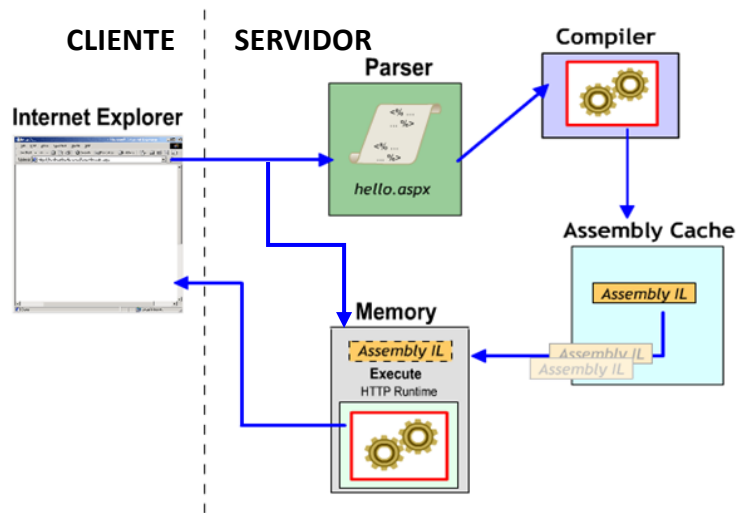 CLIENTE
SERVIDOR
Compiler
Parser
Internet Explorer
<% ...
... %>
<% ...
... %>
hello.aspx
Assembly Cache
Assembly IL
Memory
Assembly IL
Assembly IL
Assembly IL
Execute
HTTP Runtime